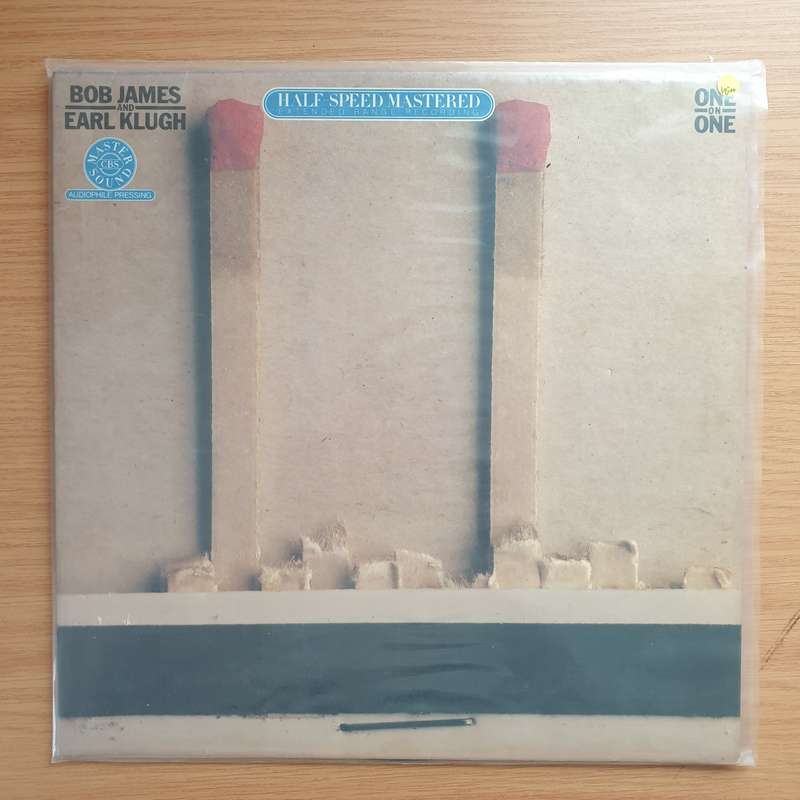 BOB JAMES
AND
EARL KLUGH
HALF-SPEED MASTERED
EXTENDED RANGE RECORDING
ONE
ON
ONE
MASTER
CBS
SOUND
AUDIOPHILE PRESSING